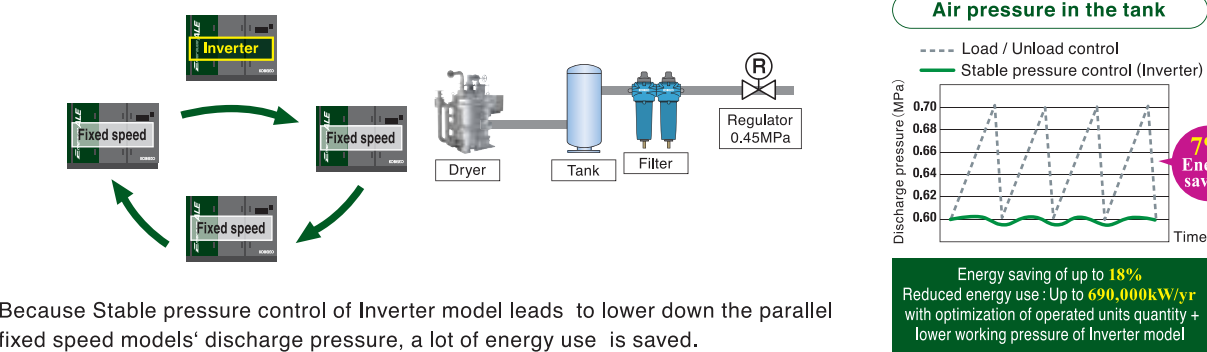 Inverter
Fixed speed
Fixed speed
Fixed speed
KOBELCO
Dryer
Tank
Filter
R
Regulator
0.45MPa
Because Stable pressure control of Inverter model leads to lower down the parallel
fixed speed models‘ discharge pressure, a lot of energy use is saved.
Air pressure in the tank
Load / Unload control
Stable pressure control (Inverter)
Discharge pressure (MPa)
0.70
0.68
0.66
0.64
0.62
0.60
Time
7
Energy saving of up to 18%
Reduced energy use : Up to 690,000kW/yr
with optimization of operated units quantity +
lower working pressure of Inverter model